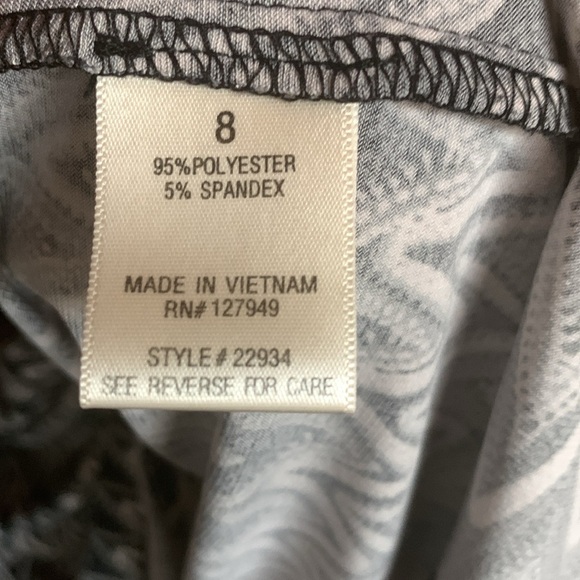 8
95%POLYESTER
5% SPANDEX
MADE IN VIETNAM
RN# 127949
STYLE # 22934
SEE REVERSE FOR CARE